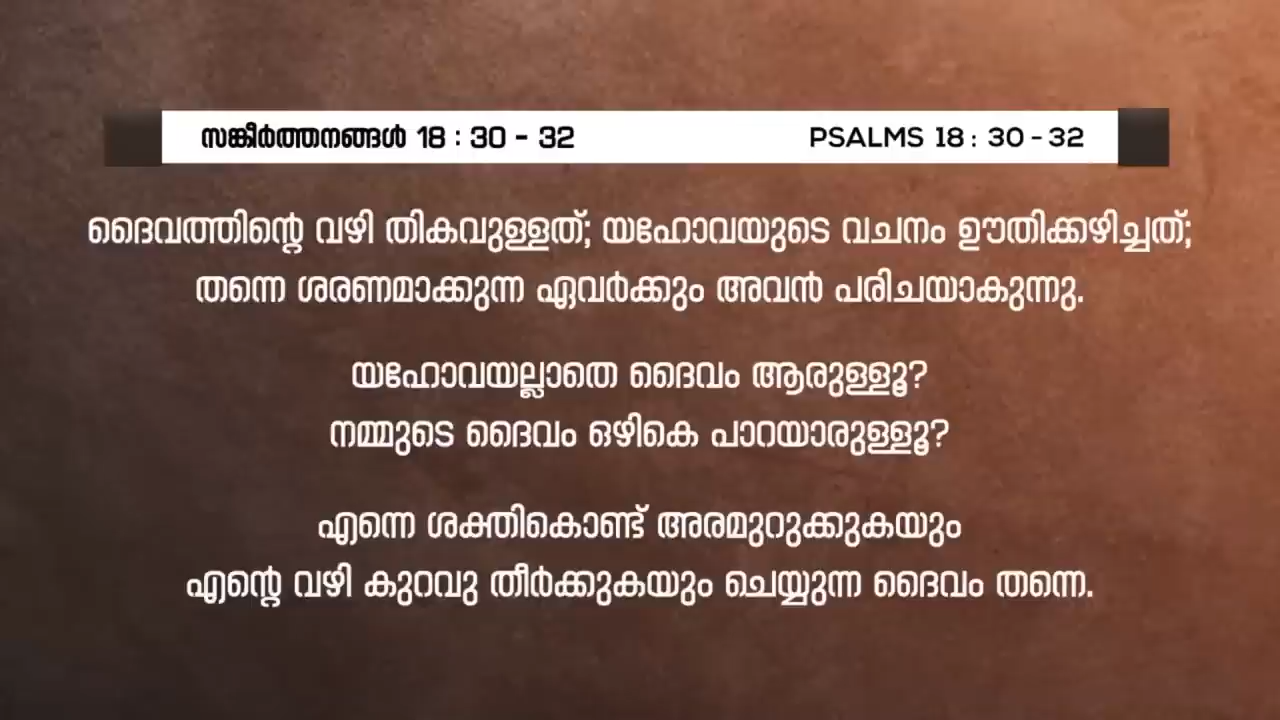 സങ്കീർത്തനങ്ങൾ 18 : 30 - 32
PSALMS 18 : 30 - 32
ദൈവത്തിന്റെ വഴി തികവുള്ളത്; യഹോവയുടെ വചനം ഊതിക്കഴിച്ചത്;
തന്നെ ശരണമാക്കുന്ന ഏവർക്കും അവൻ പരിചയാകുന്നു.
യഹോവയല്ലാതെ ദൈവം ആരുള്ളൂ?
നമ്മുടെ ദൈവം ഒഴികെ പാറയാരുള്ളൂ?
എന്നെ ശക്തികൊണ്ട് അരമുറുക്കുകയും
എന്റെ വഴി കുറവു തീർക്കുകയും ചെയ്യുന്ന ദൈവം തന്നെ.